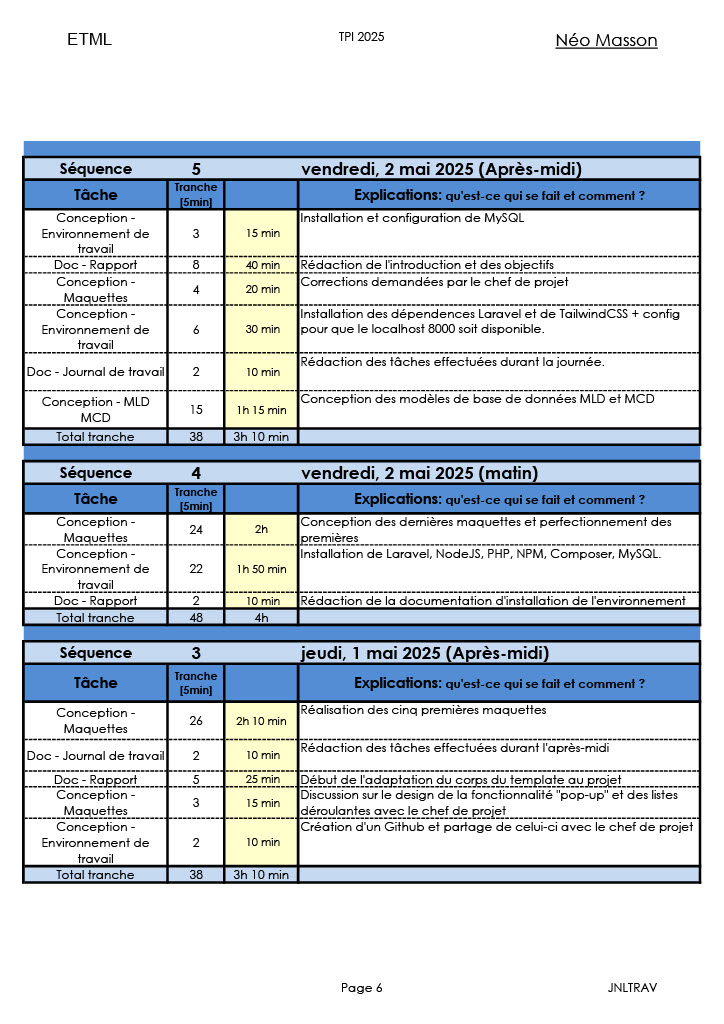 ETML TPI 2025 Néo Masson
Séquence 5 vendredi, 2 mai 2025 (Après-midi)
Tâche Tranche [5min] Explications: qu'est-ce qui se fait et comment ?
Conception - Environnement de travail 3 15 min Installation et configuration de MySQL
Doc - Rapport 8 40 min Rédaction de l'introduction et des objectifs
Conception - Maquettes 4 20 min Corrections demandées par le chef de projet
Conception - Environnement de travail 6 30 min Installation des dépendences Laravel et de TailwindCSS + config pour que le localhost 8000 soit disponible.
Doc - Journal de travail 2 10 min Rédaction des tâches effectuées durant la journée.
Conception - MLD MCD 15 1h 15 min Conception des modèles de base de données MLD et MCD
Total tranche 38 3h 10 min
Séquence 4 vendredi, 2 mai 2025 (matin)
Tâche Tranche [5min] Explications: qu'est-ce qui se fait et comment ?
Conception - Maquettes 24 2h Conception des dernières maquettes et perfectionnement des premières
Conception - Environnement de travail 22 1h 50 min Installation de Laravel, NodeJS, PHP, NPM, Composer, MySQL.
Doc - Rapport 2 10 min Rédaction de la documentation d'installation de l'environnement
Total tranche 48 4h
Séquence 3 jeudi, 1 mai 2025 (Après-midi)
Tâche Tranche [5min] Explications: qu'est-ce qui se fait et comment ?
Conception - Maquettes 26 2h 10 min Réalisation des cinq premières maquettes
Doc - Journal de travail 2 10 min Rédaction des tâches effectuées durant l'après-midi
Doc - Rapport 5 25 min Début de l'adaptation du corps du template au projet
Conception - Maquettes 3 15 min Discussion sur le design de la fonctionnalité "pop-up" et des listes déroulantes avec le chef de projet
Conception - Environnement de travail 2 10 min Création d'un Github et partage de celui-ci avec le chef de projet
Total tranche 38 3h 10 min
Page 6 JNLTRAV